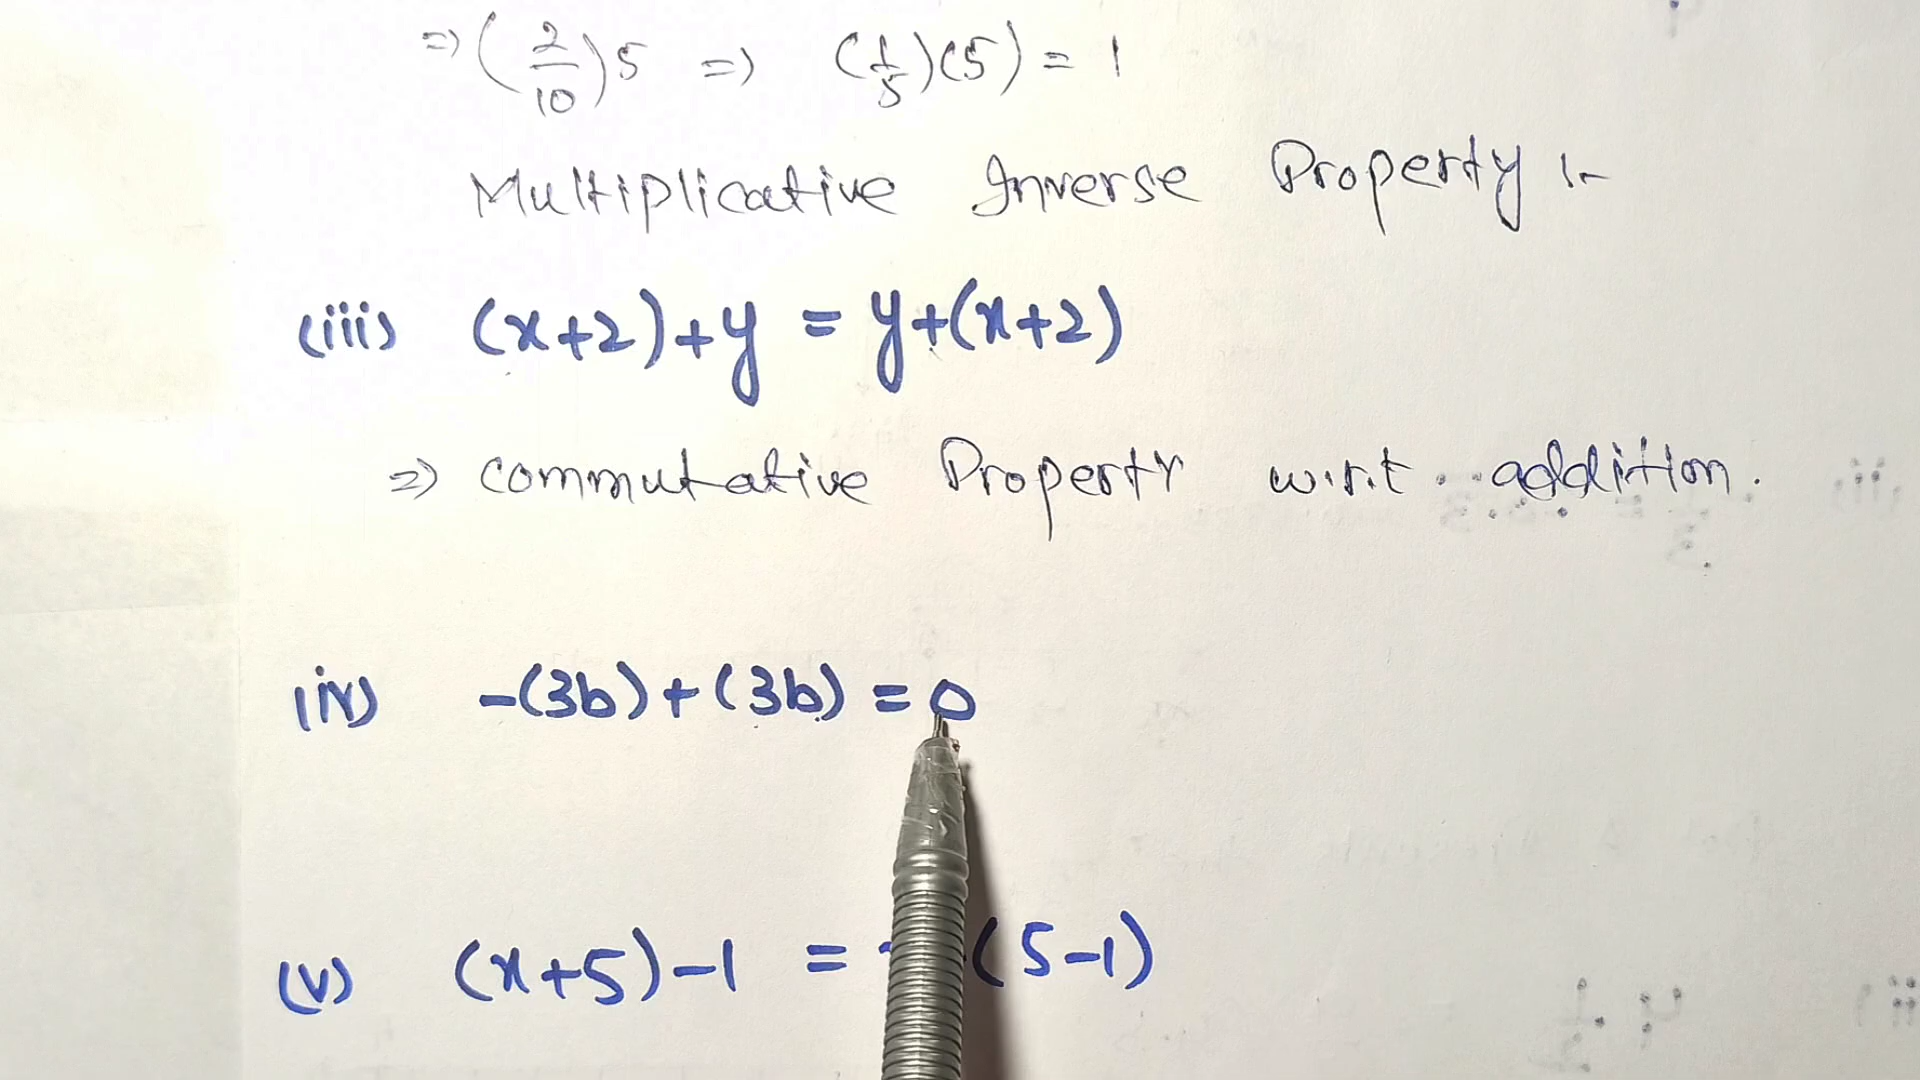 => (2/10)5 => (1/5)(5) = 1
Multiplicative Inverse Property :-
(iii) (x+2)+y = y+(x+2)
=> commutative Property w.r.t. addition.
(iv) -(3b)+(3b) = 0
(v) (x+5)-1 = (5-1)